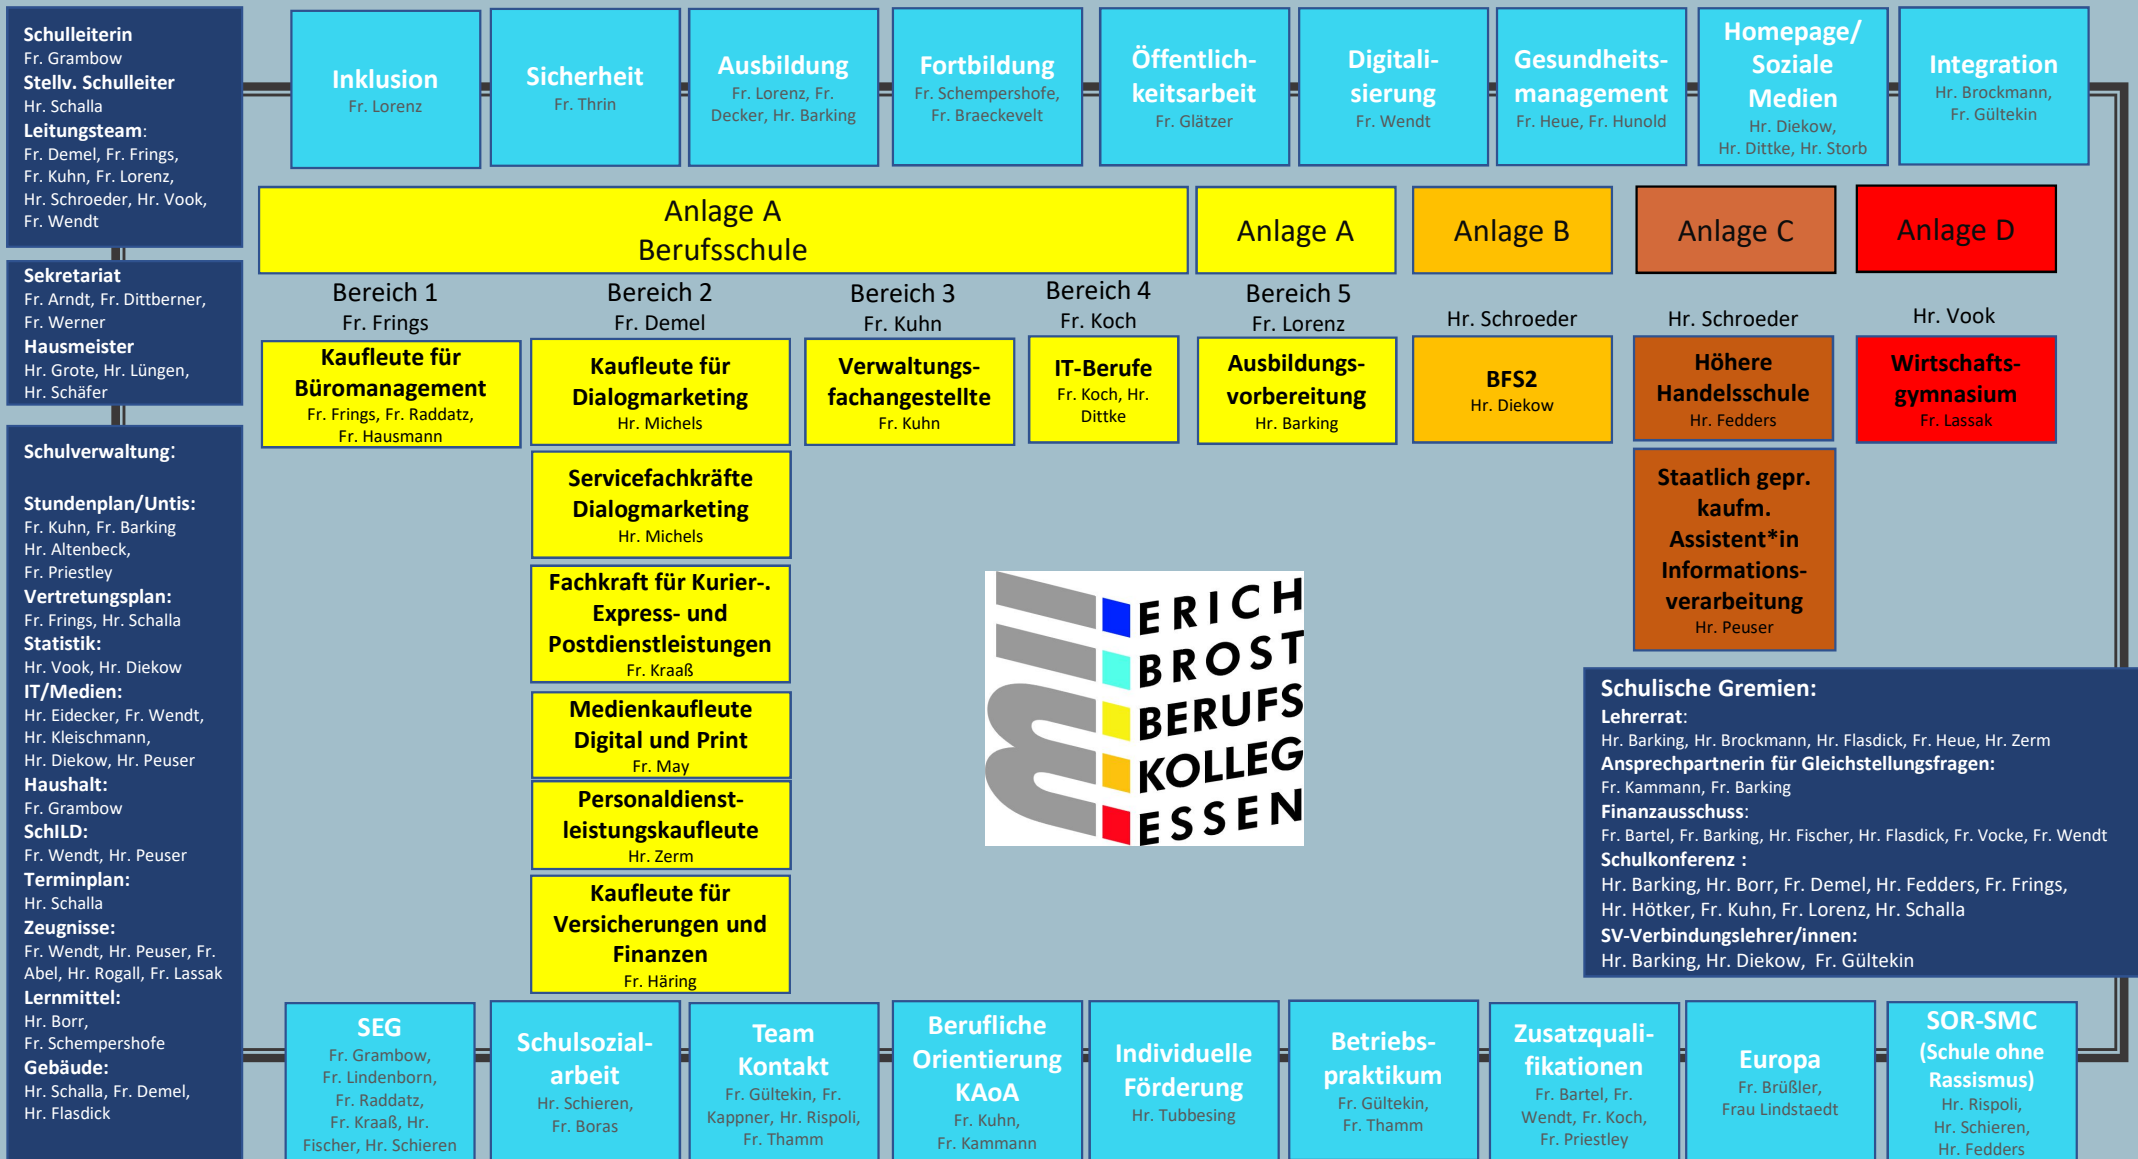 Schulleiterin
Fr. Grambow
Stellv. Schulleiter
Hr. Schalla
Leitungsteam:
Fr. Demel, Fr. Frings,
Fr. Kuhn, Fr. Lorenz,
Hr. Schroeder, Hr. Vook,
Fr. Wendt
Sekretariat
Fr. Arndt, Fr. Dittberner,
Fr. Werner
Hausmeister
Hr. Grote, Hr. Lüngen,
Hr. Schäfer
Schulverwaltung:
Stundenplan/Untis:
Fr. Kuhn, Fr. Barking
Hr. Altenbeck,
Fr. Priestley
Vertretungsplan:
Fr. Frings, Hr. Schalla
Statistik:
Hr. Vook, Hr. Diekow
IT/Medien:
Hr. Eidecker, Fr. Wendt,
Hr. Kleischmann,
Hr. Diekow, Hr. Peuser
Haushalt:
Fr. Grambow
SchILD:
Fr. Wendt, Hr. Peuser
Terminplan:
Hr. Schalla
Zeugnisse:
Fr. Wendt, Hr. Peuser, Fr.
Abel, Hr. Rogall, Fr. Lassak
Lernmittel:
Hr. Borr,
Fr. Schempershofe
Gebäude:
Hr. Schalla, Fr. Demel,
Hr. Flasdick
Inklusion
Fr. Lorenz
Sicherheit
Fr. Thrin
Ausbildung
Fr. Lorenz, Fr.
Decker, Hr. Barking
Fortbildung
Fr. Schempershofe,
Fr. Braeckevelt
Öffentlich-
keitsarbeit
Fr. Glätzer
Digitali-
sierung
Fr. Wendt
Gesundheits-
management
Fr. Heue, Fr. Hunold
Homepage/
Soziale
Medien
Hr. Diekow,
Hr. Dittke, Hr. Storb
Integration
Hr. Brockmann,
Fr. Gültekin
Anlage A
Berufsschule
Anlage A
Anlage B
Anlage C
Anlage D
Bereich 1
Fr. Frings
Kaufleute für
Büromanagement
Fr. Frings, Fr. Raddatz,
Fr. Hausmann
Bereich 2
Fr. Demel
Kaufleute für
Dialogmarketing
Hr. Michels
Servicefachkräfte
Dialogmarketing
Hr. Michels
Fachkraft für Kurier-.
Express- und
Postdienstleistungen
Fr. Kraaß
Medienkaufleute
Digital und Print
Fr. May
Personaldienst-
leistungskaufleute
Hr. Zerm
Kaufleute für
Versicherungen und
Finanzen
Fr. Häring
Bereich 3
Fr. Kuhn
Verwaltungs-
fachangestellte
Fr. Kuhn
Bereich 4
Fr. Koch
IT-Berufe
Fr. Koch, Hr.
Dittke
Bereich 5
Fr. Lorenz
Ausbildungs-
vorbereitung
Hr. Barking
Hr. Schroeder
BFS2
Hr. Diekow
Hr. Schroeder
Höhere
Handelsschule
Hr. Fedders
Staatlich gepr.
kaufm.
Assistent*in
Informations-
verarbeitung
Hr. Peuser
Hr. Vook
Wirtschafts-
gymnasium
Fr. Lassak
ERICH
BROST
BERUFS
KOLLEG
ESSEN
Schulische Gremien:
Lehrerrat:
Hr. Barking, Hr. Brockmann, Hr. Flasdick, Fr. Heue, Hr. Zerm
Ansprechpartnerin für Gleichstellungsfragen:
Fr. Kammann, Fr. Barking
Finanzausschuss:
Fr. Bartel, Fr. Barking, Hr. Fischer, Hr. Flasdick, Fr. Vocke, Fr. Wendt
Schulkonferenz :
Hr. Barking, Hr. Borr, Fr. Demel, Hr. Fedders, Fr. Frings,
Hr. Hötker, Fr. Kuhn, Fr. Lorenz, Hr. Schalla
SV-Verbindungslehrer/innen:
Hr. Barking, Hr. Diekow, Fr. Gültekin
SEG
Fr. Grambow,
Fr. Lindenborn,
Fr. Raddatz,
Fr. Kraaß, Hr.
Fischer, Hr. Schieren
Schulsozial-
arbeit
Hr. Schieren,
Fr. Boras
Team
Kontakt
Fr. Gültekin, Fr.
Kappner, Hr. Rispoli,
Fr. Thamm
Berufliche
Orientierung
KAoA
Fr. Kuhn,
Fr. Kammann
Individuelle
Förderung
Hr. Tubbesing
Betriebs-
praktikum
Fr. Gültekin,
Fr. Thamm
Zusatzquali-
fikationen
Fr. Bartel, Fr.
Wendt, Fr. Koch,
Fr. Priestley
Europa
Fr. Brüßler,
Frau Lindstaedt
SOR-SMC
(Schule ohne
Rassismus)
Hr. Rispoli,
Hr. Schieren,
Hr. Fedders